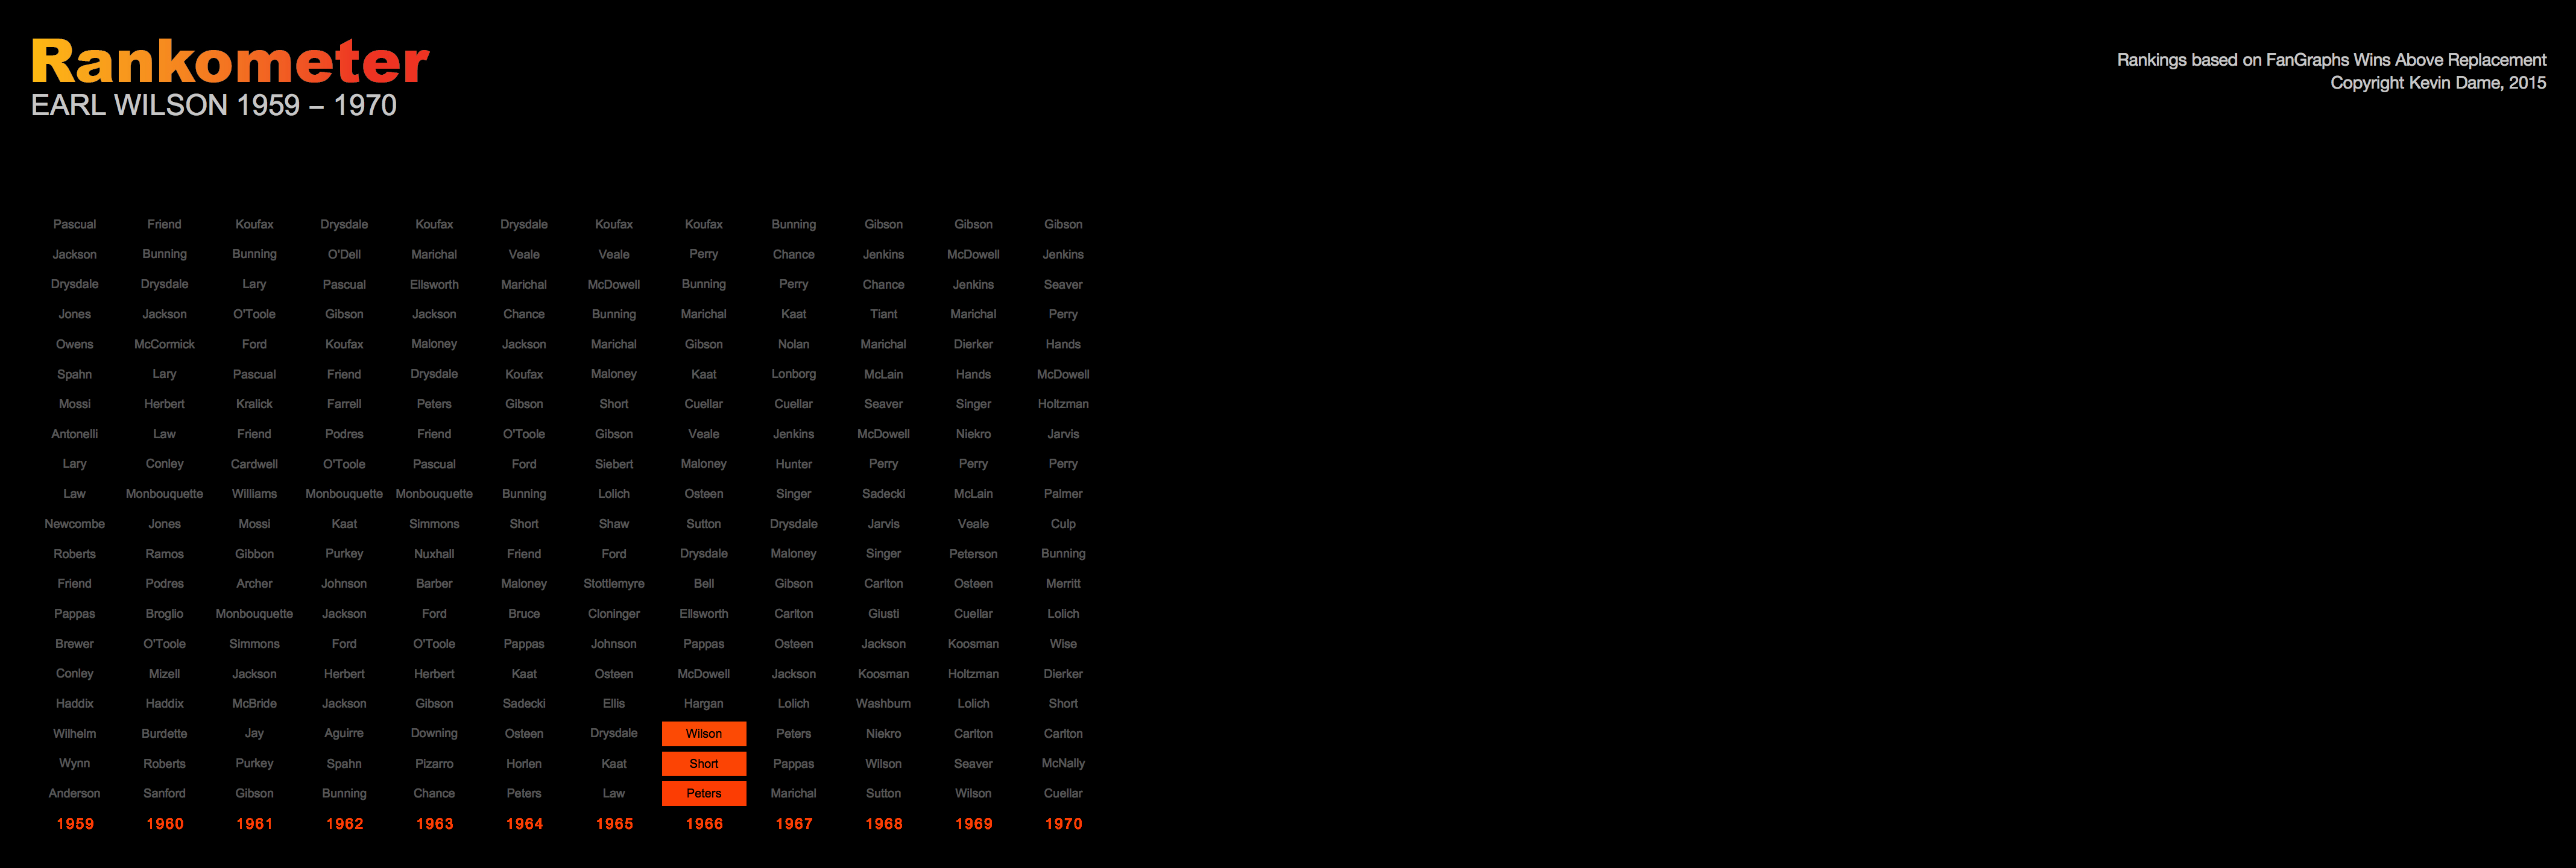 Rankometer
EARL WILSON 1959 – 1970
Rankings based on FanGraphs Wins Above Replacement
Copyright Kevin Dame, 2015
Pascual Friend Koufax Drysdale Koufax Drysdale Koufax Koufax Bunning Gibson Gibson Gibson
Jackson Bunning Bunning O'Dell Marichal Veale Veale Perry Chance Jenkins McDowell Jenkins
Drysdale Drysdale Lary Pascual Ellsworth Marichal McDowell Bunning Perry Chance Jenkins Seaver
Jones Jackson O'Toole Gibson Jackson Chance Bunning Marichal Kaat Tiant Marichal Perry
Owens McCormick Ford Koufax Maloney Jackson Marichal Gibson Nolan Marichal Dierker Hands
Spahn Lary Pascual Friend Drysdale Koufax Maloney Kaat Lonborg McLain Hands McDowell
Mossi Herbert Kralick Farrell Peters Gibson Short Cuellar Cuellar Seaver Singer Holtzman
Antonelli Law Friend Podres Friend O'Toole Gibson Veale Jenkins McDowell Niekro Jarvis
Lary Conley Cardwell O'Toole Pascual Ford Siebert Maloney Hunter Perry Perry Perry
Law Monbouquette Williams Monbouquette Monbouquette Bunning Lolich Osteen Singer Sadecki McLain Palmer
Newcombe Jones Mossi Kaat Simmons Short Shaw Sutton Drysdale Jarvis Veale Culp
Roberts Ramos Gibbon Purkey Nuxhall Friend Ford Drysdale Maloney Singer Peterson Bunning
Friend Podres Archer Johnson Barber Maloney Stottlemyre Bell Gibson Carlton Osteen Merritt
Pappas Broglio Monbouquette Jackson Ford Bruce Cloninger Ellsworth Carlton Giusti Cuellar Lolich
Brewer O'Toole Simmons Ford O'Toole Pappas Johnson Pappas Osteen Jackson Koosman Wise
Conley Mizell Jackson Herbert Herbert Kaat Osteen McDowell Jackson Koosman Holtzman Dierker
Haddix Haddix McBride Jackson Gibson Sadecki Ellis Hargan Lolich Washburn Lolich Short
Wilhelm Burdette Jay Aguirre Downing Osteen Drysdale Wilson Peters Niekro Carlton Carlton
Wynn Roberts Purkey Spahn Pizarro Horlen Kaat Short Pappas Wilson Seaver McNally
Anderson Sanford Gibson Bunning Chance Peters Law Peters Marichal Sutton Wilson Cuellar
1959 1960 1961 1962 1963 1964 1965 1966 1967 1968 1969 1970